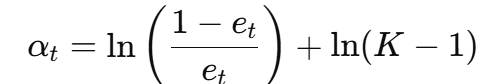 α_t = ln ( (1 − e_t) / e_t ) + ln(K − 1)